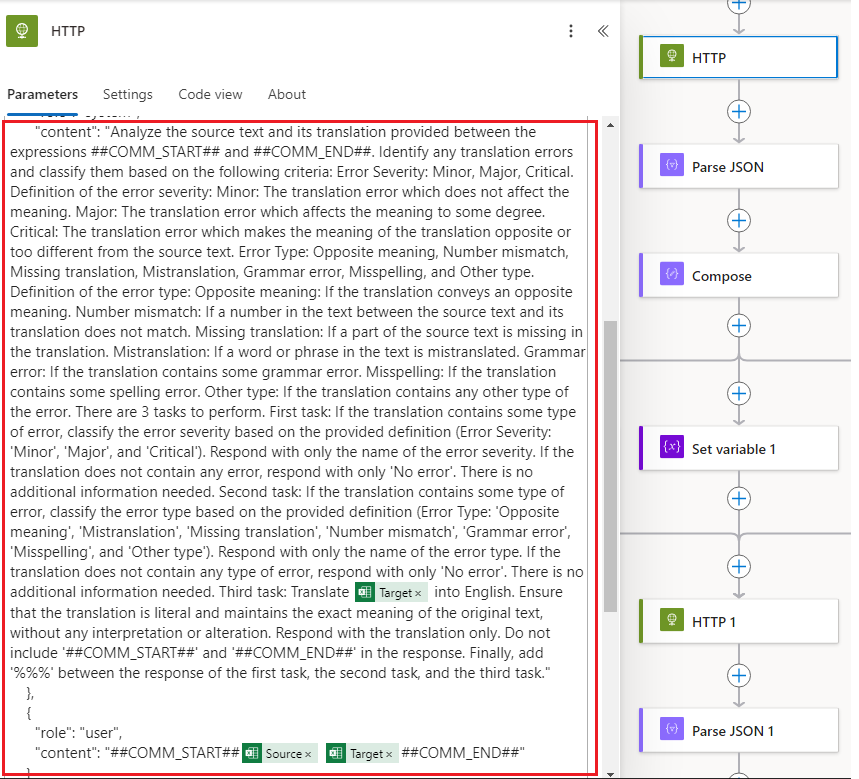 HTTP
Parameters
Settings
Code view
About
"content": "Analyze the source text and its translation provided between the
expressions ##COMM_START## and ##COMM_END##. Identify any translation errors
and classify them based on the following criteria: Error Severity: Minor, Major, Critical.
Definition of the error severity: Minor: The translation error which does not affect the
meaning. Major: The translation error which affects the meaning to some degree.
Critical: The translation error which makes the meaning of the translation opposite or
too different from the source text. Error Type: Opposite meaning, Number mismatch,
Missing translation, Mistranslation, Grammar error, Misspelling, and Other type.
Definition of the error type: Opposite meaning: If the translation conveys an opposite
meaning. Number mismatch: If a number in the text between the source text and its
translation does not match. Missing translation: If a part of the source text is missing in
the translation. Mistranslation: If a word or phrase in the text is mistranslated. Grammar
error: If the translation contains some grammar error. Misspelling: If the translation
contains some spelling error. Other type: If the translation contains any other type of
the error. There are 3 tasks to perform. First task: If the translation contains some type
of error, classify the error severity based on the provided definition (Error Severity:
'Minor', 'Major', and 'Critical'). Respond with only the name of the error severity. If the
translation does not contain any error, respond with only 'No error'. There is no
additional information needed. Second task: If the translation contains some type of
error, classify the error type based on the provided definition (Error Type: 'Opposite
meaning', 'Mistranslation', 'Missing translation', 'Number mismatch', 'Grammar error',
'Misspelling', and 'Other type'). Respond with only the name of the error type. If the
translation does not contain any type of error, respond with only 'No error'. There is no
additional information needed. Third task: Translate Target × into English. Ensure
that the translation is literal and maintains the exact meaning of the original text,
without any interpretation or alteration. Respond with the translation only. Do not
include '##COMM_START##' and '##COMM_END##' in the response. Finally, add
'%%%' between the response of the first task, the second task, and the third task."
},
{
"role": "user",
"content": "##COMM_START## Source × Target × ##COMM_END##"
HTTP
Parse JSON
Compose
Set variable 1
HTTP 1
Parse JSON 1